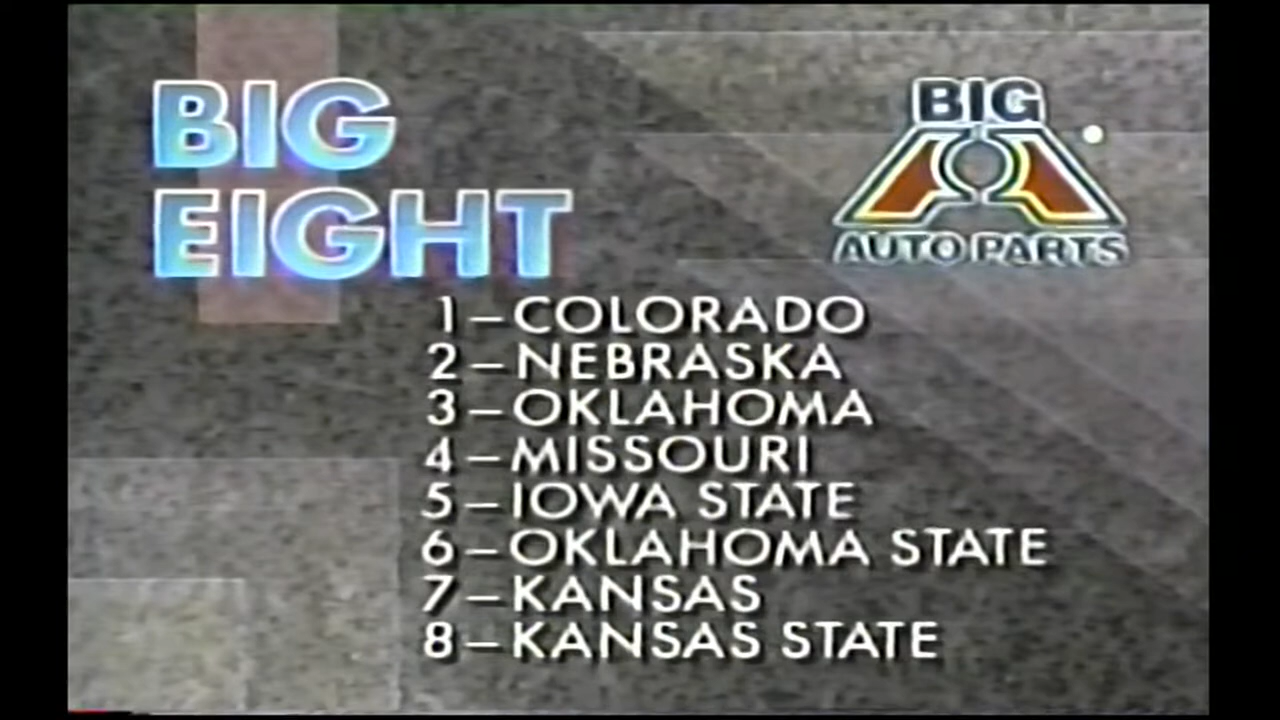 BIG
EIGHT
BIG
A
AUTO PARTS
1–COLORADO
2–NEBRASKA
3–OKLAHOMA
4–MISSOURI
5–IOWA STATE
6–OKLAHOMA STATE
7–KANSAS
8–KANSAS STATE